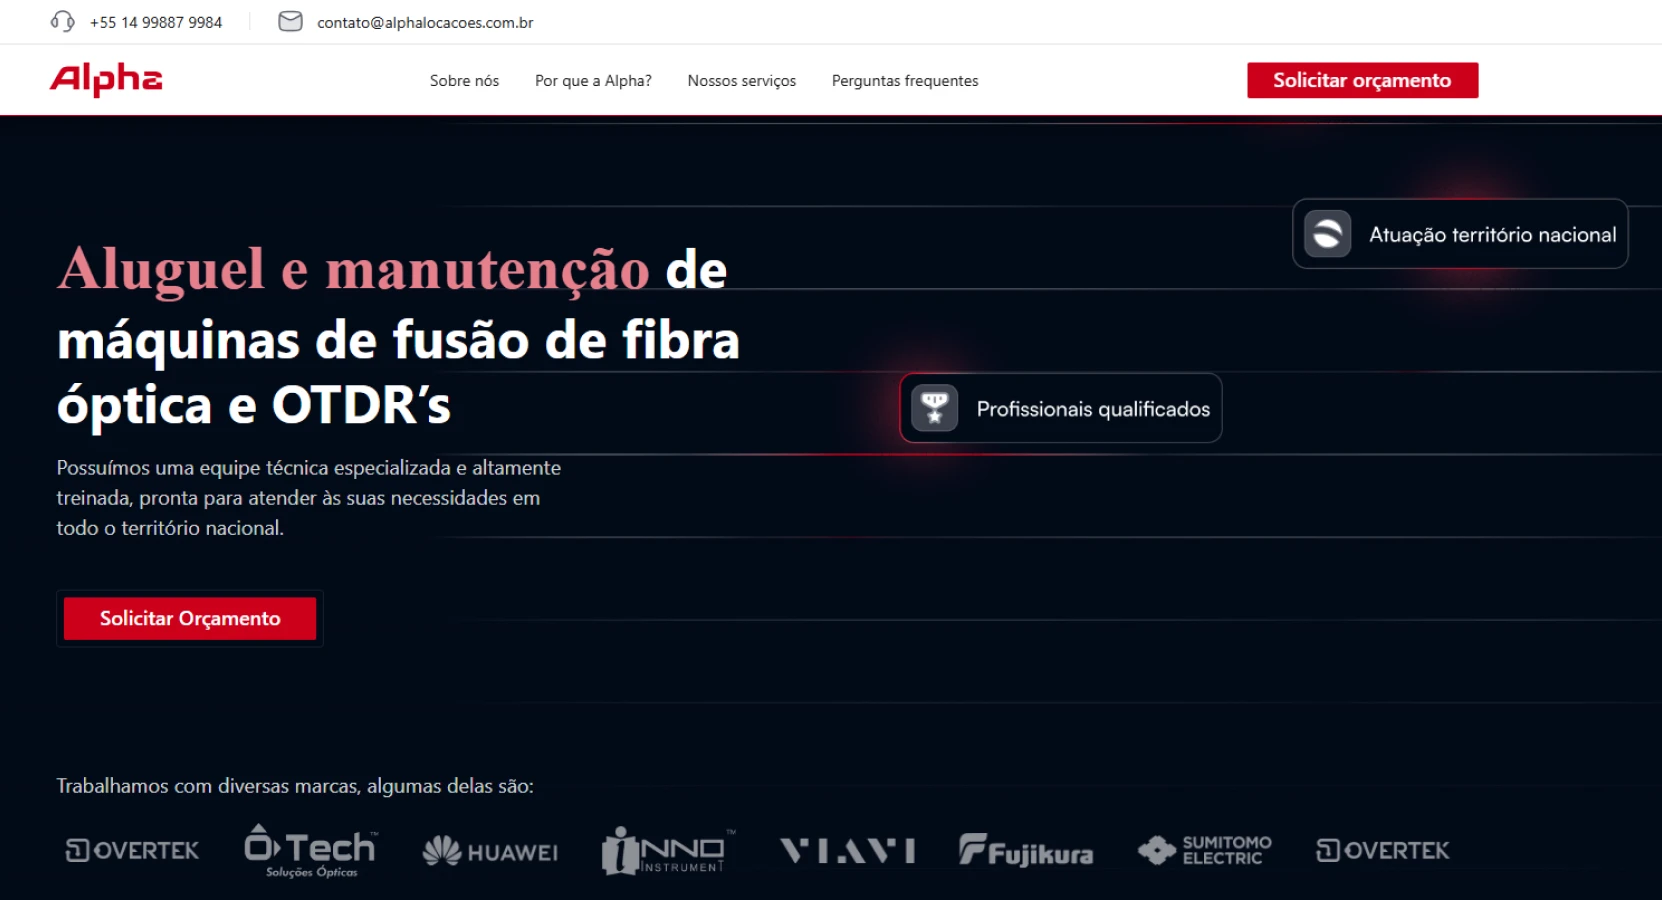 +55 14 99887 9984
contato@alphalocacoes.com.br
Alpha
Sobre nós
Por que a Alpha?
Nossos serviços
Perguntas frequentes
Solicitar orçamento
Atuação território nacional
Aluguel e manutenção de
máquinas de fusão de fibra
óptica e OTDR’s
Profissionais qualificados
Possuímos uma equipe técnica especializada e altamente
treinada, pronta para atender às suas necessidades em
todo o território nacional.
Solicitar Orçamento
Trabalhamos com diversas marcas, algumas delas são:
OVERTEK
Ô Tech™
Soluções Ópticas
HUAWEI
INNO™
INSTRUMENT
VIAVI
Fujikura
SUMITOMO
ELECTRIC
OVERTEK